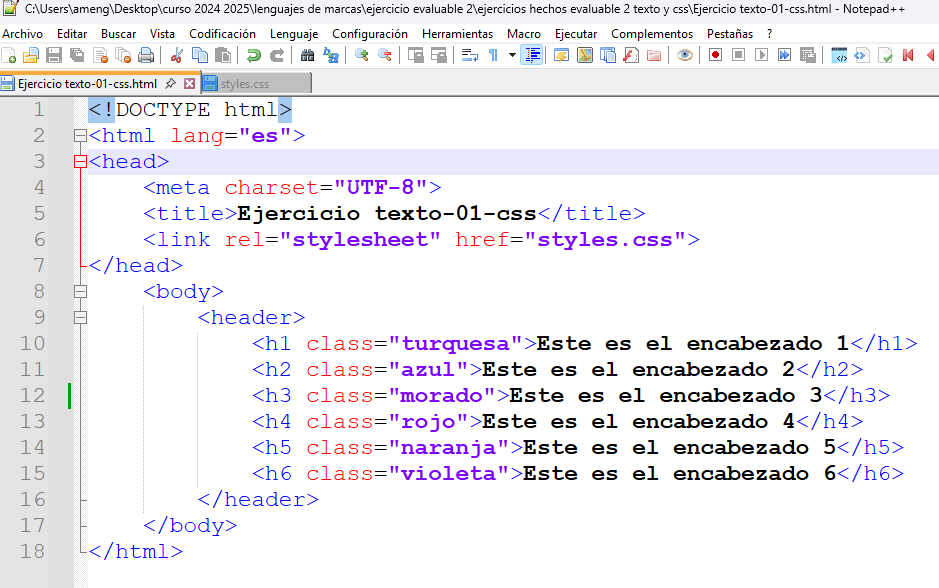 C:\Users\ameng\Desktop\curso 2024 2025\lenguajes de marcas\ejercicio evaluable 2\ejercicios hechos evaluable 2 texto y css\Ejercicio texto-01-css.html - Notepad++
Archivo Editar Buscar Vista Codificación Lenguaje Configuración Herramientas Macro Ejecutar Complementos Pestañas ?
Ejercicio texto-01-css.html styles.css
1 <!DOCTYPE html>
2 <html lang="es">
3 <head>
4 <meta charset="UTF-8">
5 <title>Ejercicio texto-01-css</title>
6 <link rel="stylesheet" href="styles.css">
7 </head>
8 <body>
9 <header>
10 <h1 class="turquesa">Este es el encabezado 1</h1>
11 <h2 class="azul">Este es el encabezado 2</h2>
12 <h3 class="morado">Este es el encabezado 3</h3>
13 <h4 class="rojo">Este es el encabezado 4</h4>
14 <h5 class="naranja">Este es el encabezado 5</h5>
15 <h6 class="violeta">Este es el encabezado 6</h6>
16 </header>
17 </body>
18 </html>